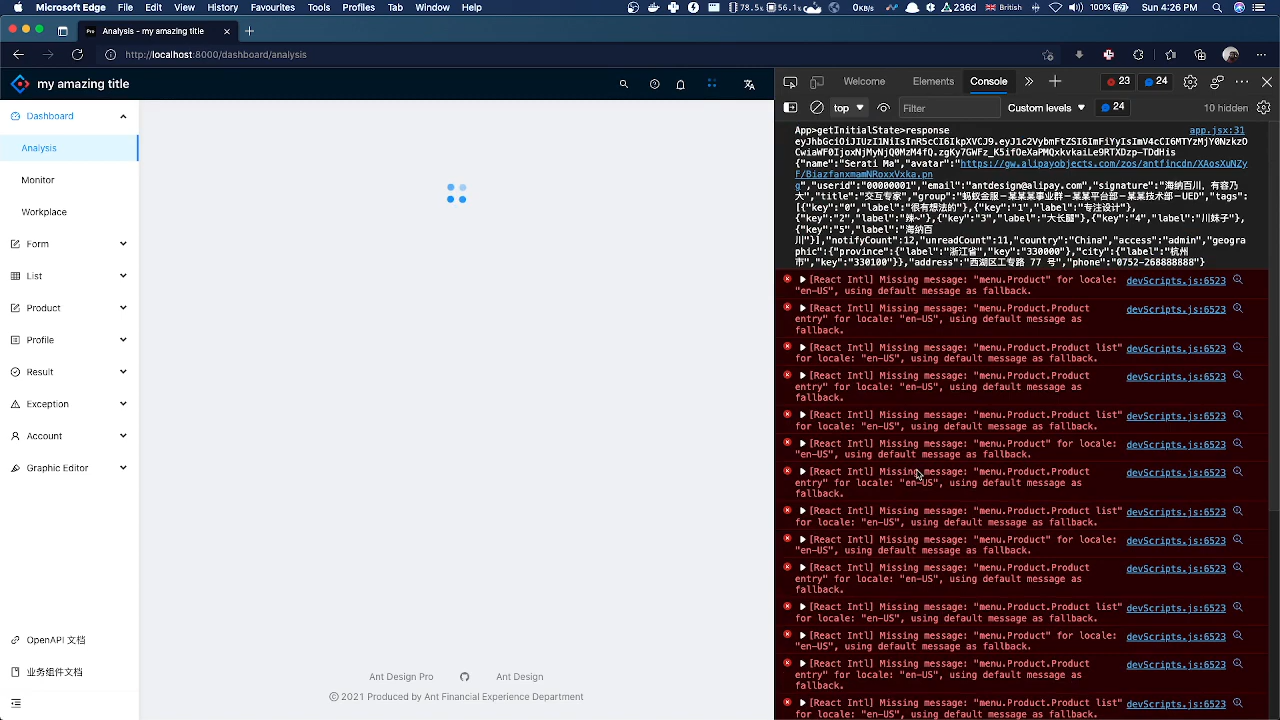 Microsoft Edge File Edit View History Favourites Tools Profiles Tab Window Help
78.5% 55% 236d British 100% Sun 4:26 PM
Analysis - my amazing title
http://localhost:8000/dashboard/analysis
my amazing title
Dashboard
Analysis
Monitor
Workplace
Form
List
Product
Profile
Result
Exception
Account
Graphic Editor
OpenAPI 文档
业务组件文档
Ant Design Pro Ant Design
© 2021 Produced by Ant Financial Experience Department
Welcome Elements Console 23 24
top Filter Custom levels 24 10 hidden
App>getInitialState>response app.jsx:31
{"name":"Serati Ma","avatar":"https://gw.alipayobjects.com/zos/antfincdn/XAosXuNZy
F/BiazfanxmamNRoxxVxka.pn
g","userid":"00000001","email":"antdesign@alipay.com","signature":"海纳百川，有容乃
大","title":"交互专家","group":"蚂蚁金服－某某某事业群－某某平台部－某某技术部－UED","tags":
[{"key":"0","label":"很有想法的"},{"key":"1","label":"专注设计"},
{"key":"2","label":"辣~"},{"key":"3","label":"大长腿"},{"key":"4","label":"川妹子"},
{"key":"5","label":"海纳百
川"}],"notifyCount":12,"unreadCount":11,"country":"China","access":"admin","geogra
phic":{"province":{"label":"浙江省","key":"330000"},"city":{"label":"杭州
市","key":"330100"}},"address":"西湖区工专路 77 号","phone":"0752-268888888"}
[React Intl] Missing message: "menu.Product" for locale: devScripts.js:6523
"en-US", using default message as fallback.
[React Intl] Missing message: "menu.Product.Product devScripts.js:6523
entry" for locale: "en-US", using default message as
fallback.
[React Intl] Missing message: "menu.Product.Product list" devScripts.js:6523
for locale: "en-US", using default message as fallback.
[React Intl] Missing message: "menu.Product.Product devScripts.js:6523
entry" for locale: "en-US", using default message as
fallback.
[React Intl] Missing message: "menu.Product.Product list" devScripts.js:6523
for locale: "en-US", using default message as fallback.
[React Intl] Missing message: "menu.Product" for locale: devScripts.js:6523
"en-US", using default message as fallback.
[React Intl] Missing message: "menu.Product.Product devScripts.js:6523
entry" for locale: "en-US", using default message as
fallback.
[React Intl] Missing message: "menu.Product.Product list" devScripts.js:6523
for locale: "en-US", using default message as fallback.
[React Intl] Missing message: "menu.Product" for locale: devScripts.js:6523
"en-US", using default message as fallback.
[React Intl] Missing message: "menu.Product.Product devScripts.js:6523
entry" for locale: "en-US", using default message as
fallback.
[React Intl] Missing message: "menu.Product.Product list" devScripts.js:6523
for locale: "en-US", using default message as fallback.
[React Intl] Missing message: "menu.Product" for locale: devScripts.js:6523
"en-US", using default message as fallback.
[React Intl] Missing message: "menu.Product.Product devScripts.js:6523
entry" for locale: "en-US", using default message as
fallback.
[React Intl] Missing message: "menu.Product.Product list" devScripts.js:6523
for locale: "en-US", using default message as fallback.